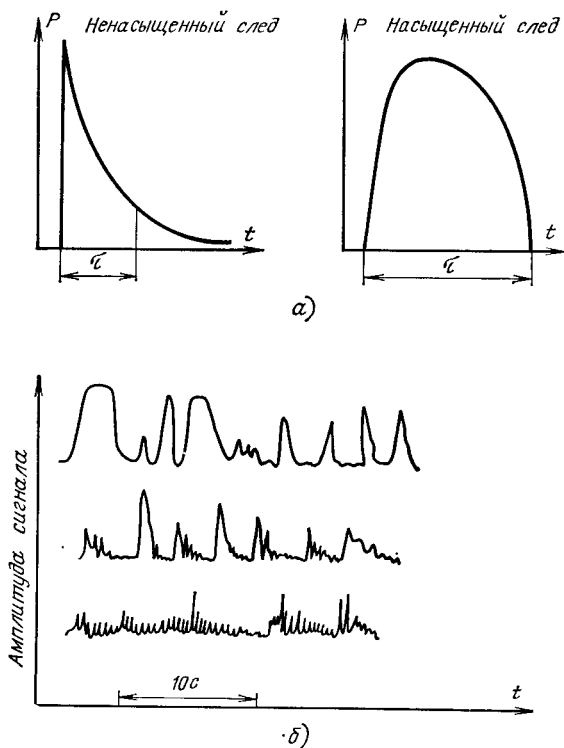 P Ненасыщенный след
P Насыщенный след
t
t
τ
τ
а)
Амплитуда сигнала
10с
t
б)